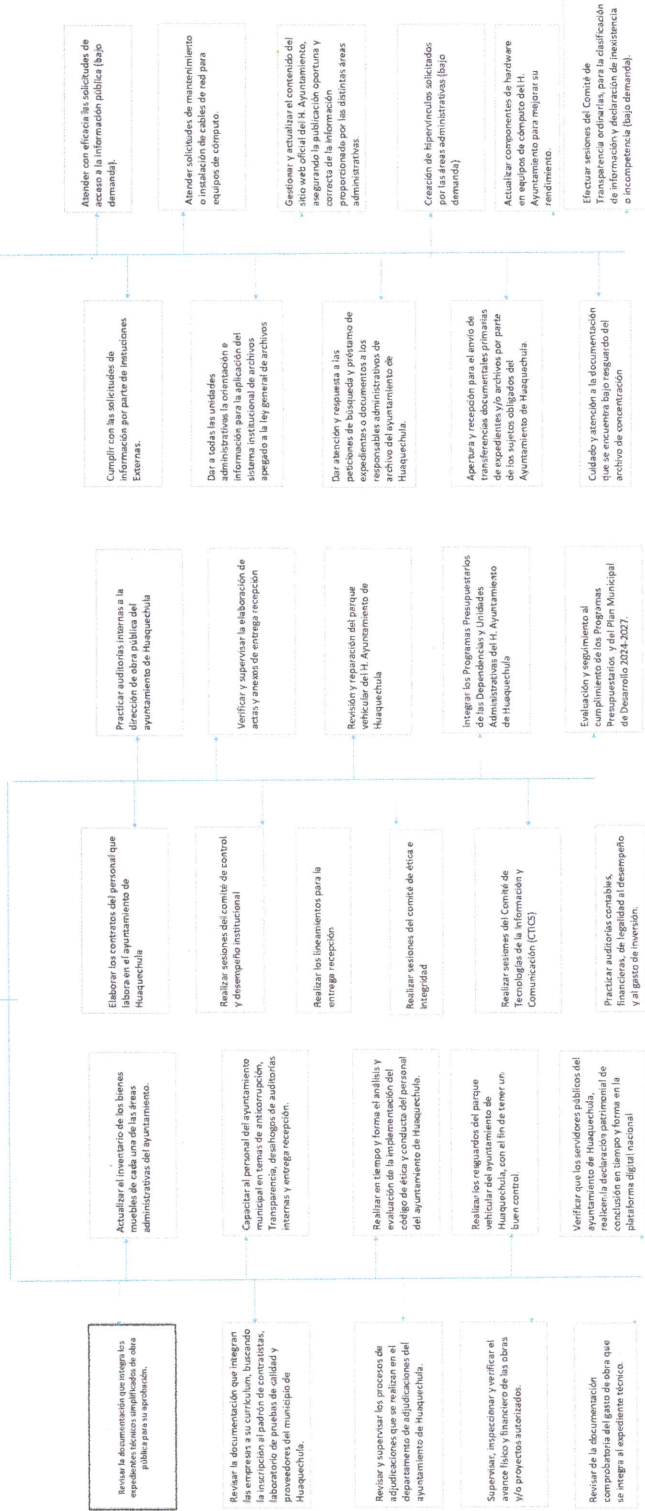 Revisar la documentación que integra los
expedientes técnicos simplificados de obra
pública para su aprobación.
Revisar la documentación que integran
las empresas a su currículum, buscando
la inscripción al padrón de contratistas,
laboratorio de pruebas de calidad y
proveedores del municipio de
Huaquechula.
Revisar y supervisar los procesos de
adjudicaciones que se realizan en el
departamento de adjudicaciones del
ayuntamiento de Huaquechula.
Supervisar, inspeccionar y verificar el
avance físico y financiero de las obras
y/o proyectos autorizados.
Revisar de la documentación
comprobatoria del gasto de obra que
se integra al expediente técnico.
Actualizar el inventario de los bienes
muebles de cada una de las áreas
administrativas del ayuntamiento.
Capacitar al personal del ayuntamiento
municipal en temas de anticorrupción,
Transparencia, desahogos de auditorías
internas y entrega recepción.
Realizar en tiempo y forma el análisis y
evaluación de la implementación del
código de ética y conducta del personal
del ayuntamiento de Huaquechula.
Realizar los resguardos del parque
vehicular del ayuntamiento de
Huaquechula, con el fin de tener un
buen control.
Verificar que los servidores públicos del
ayuntamiento de Huaquechula,
realicen la declaración patrimonial de
conclusión en tiempo y forma en la
plataforma digital nacional
Elaborar los contratos del personal que
labora en el ayuntamiento de
Huaquechula
Realizar sesiones del comité de control
y desempeño institucional
Realizar los lineamientos para la
entrega recepción
Realizar sesiones del comité de ética e
integridad
Realizar sesiones del Comité de
Tecnologías de la Información y
Comunicación (CTICS)
Practicar auditorías contables,
financieras, de legalidad al desempeño
y al gasto de inversión.
Practicar auditorías internas a la
dirección de obra pública del
ayuntamiento de Huaquechula
Verificar y supervisar la elaboración de
actas y anexos de entrega recepción
Revisión y reparación del parque
vehicular del H. Ayuntamiento de
Huaquechula
Integrar los Programas Presupuestarios
de las Dependencias y Unidades
Administrativas del H. Ayuntamiento
de Huaquechula
Evaluación y seguimiento al
cumplimiento de los Programas
Presupuestarios y del Plan Municipal
de Desarrollo 2024-2027.
Cumplir con las solicitudes de
información por parte de instuciones
Externas.
Dar a todas las unidades
administrativas la orientación e
información para la aplicación del
sistema institucional de archivos
apegado a la ley general de archivos
Dar atención y respuesta a las
peticiones de búsqueda y préstamo de
expedientes o documentos a los
responsables administrativos de
archivo del ayuntamiento de
Huaquechula.
Apertura y recepción para el envío de
transferencias documentales primarias
de expedientes y/o archivos por parte
de los sujetos obligados del
Ayuntamiento de Huaquechula.
Cuidado y atención a la documentación
que se encuentra bajo resguardo del
archivo de concentración
Atender con eficacia las solicitudes de
acceso a la información pública (bajo
demanda).
Atender solicitudes de mantenimiento
o instalación de cables de red para
equipos de cómputo.
Gestionar y actualizar el contenido del
sitio web oficial del H. Ayuntamiento,
asegurando la publicación oportuna y
correcta de la información
proporcionada por las distintas áreas
administrativas.
Creación de Hipervínculos solicitados
por las áreas administrativas (bajo
demanda)
Actualizar componentes de hardware
en equipos de cómputo del H.
Ayuntamiento para mejorar su
rendimiento.
Efectuar sesiones del Comité de
Transparencia ordinarias, para la clasificación
de información y declaración de inexistencia
o incompetencia (bajo demanda).